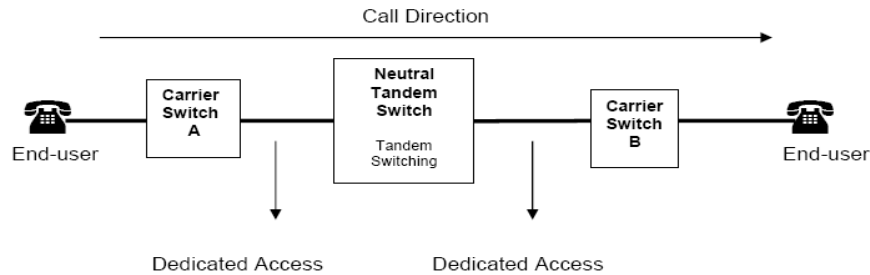 Call Direction
Neutral
Tandem
Switch
Tandem
Switching
Carrier
Switch
A
Carrier
Switch
B
End-user
End-user
Dedicated Access
Dedicated Access